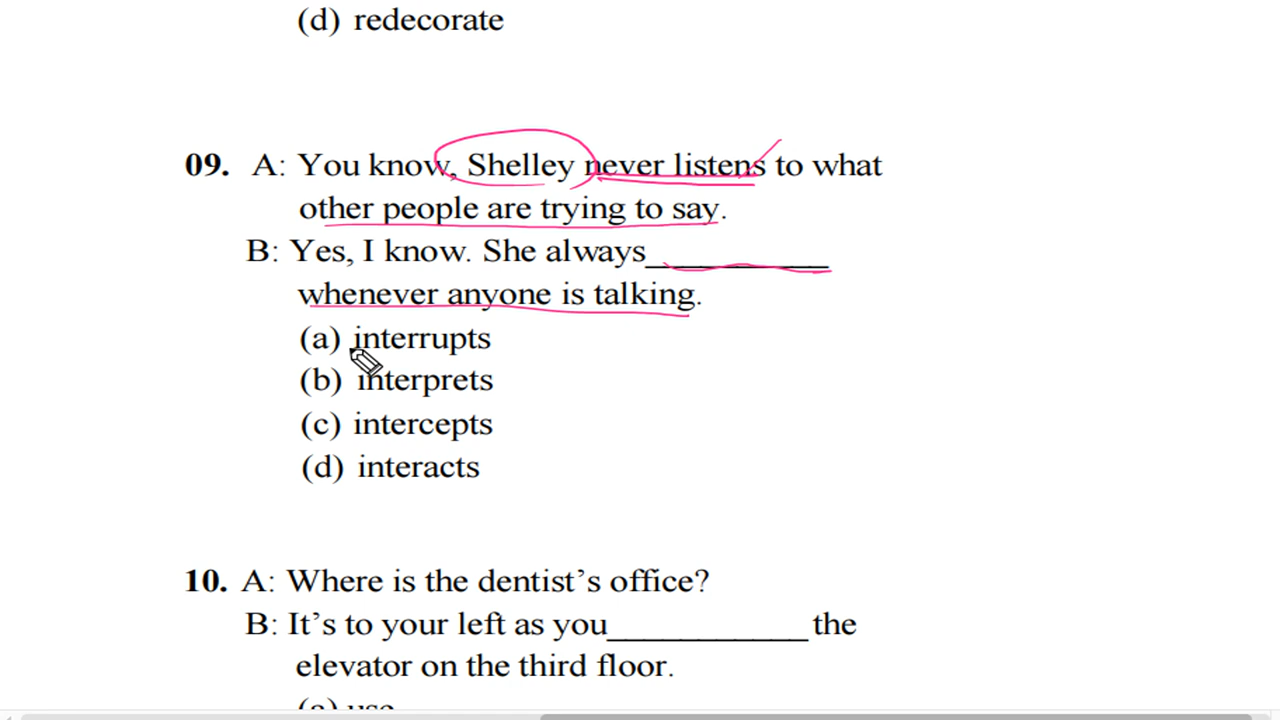 (d) redecorate
09. A: You know, Shelley never listens to what
other people are trying to say.
B: Yes, I know. She always__________
whenever anyone is talking.
(a) interrupts
(b) interprets
(c) intercepts
(d) interacts
10. A: Where is the dentist’s office?
B: It’s to your left as you___________ the
elevator on the third floor.
(a) use